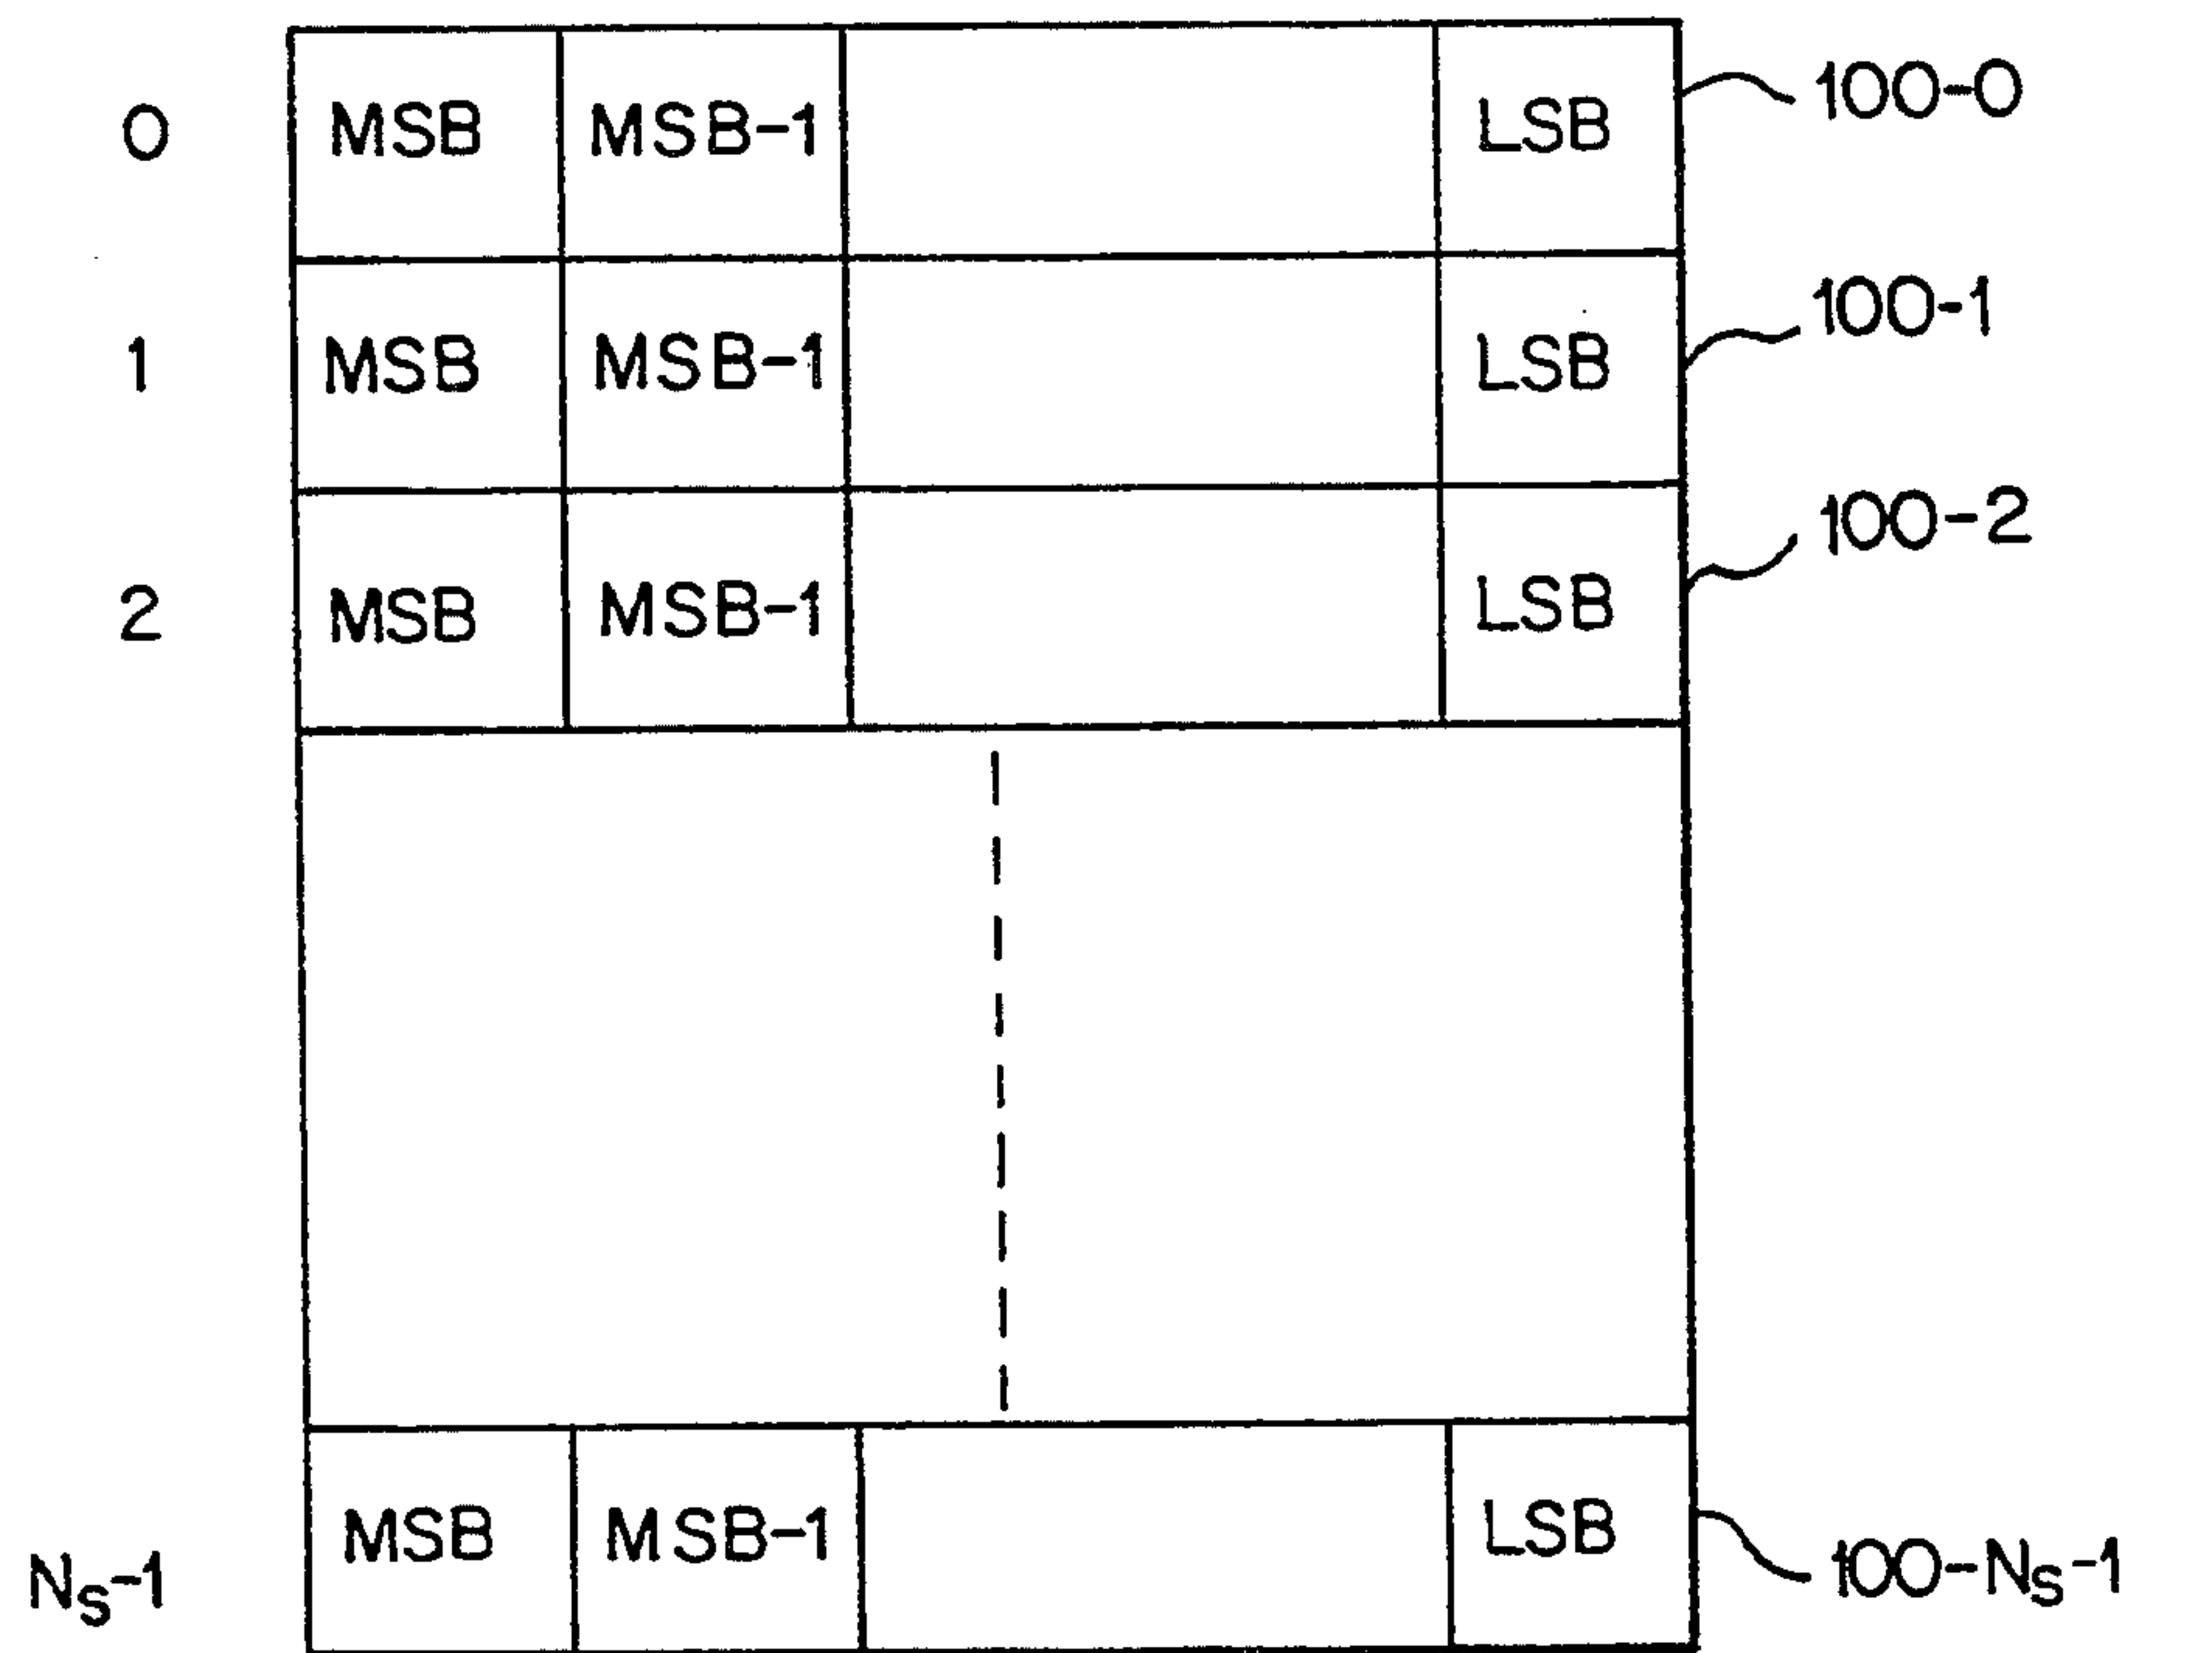 0 MSB MSB-1 LSB 100-0
1 MSB MSB-1 LSB 100-1
2 MSB MSB-1 LSB 100-2
Ns-1 MSB MSB-1 LSB 100-Ns-1